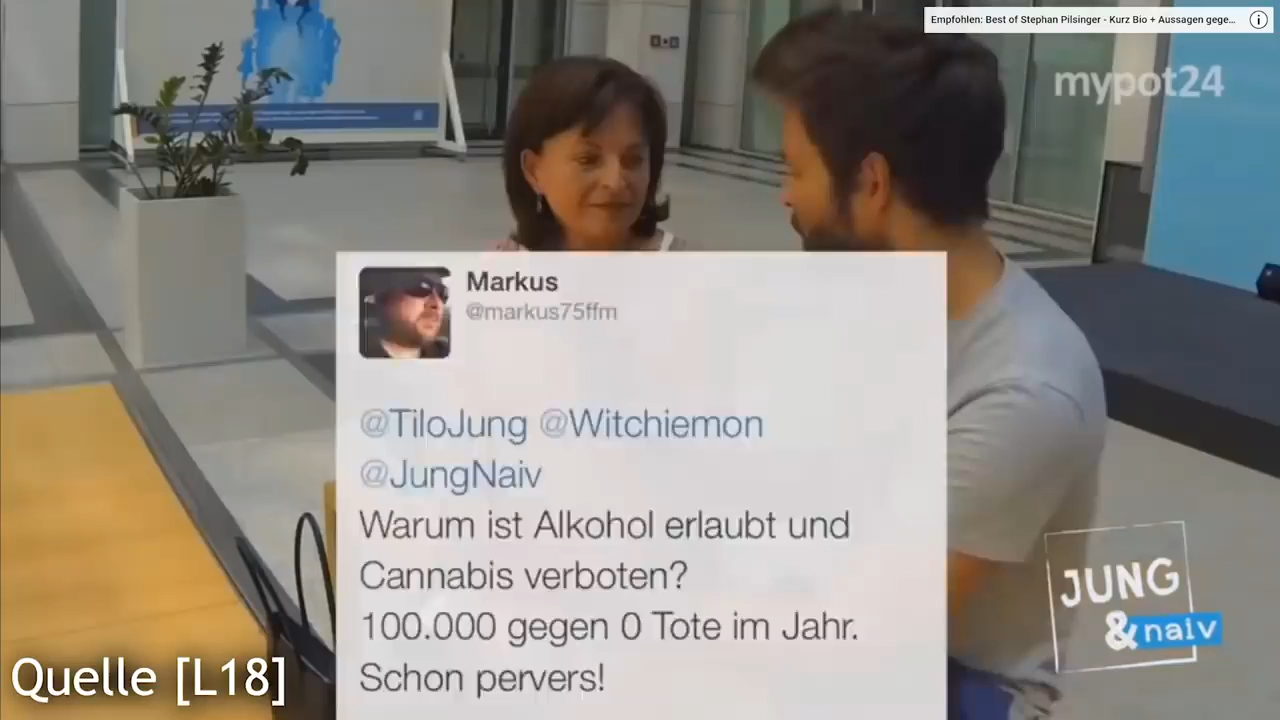 Empfohlen: Best of Stephan Pilsinger - Kurz Bio + Aussagen gege...
mypot24
Markus
@markus75ffm
@TiloJung @Witchiemon
@JungNaiv
Warum ist Alkohol erlaubt und
Cannabis verboten?
100.000 gegen 0 Tote im Jahr.
Schon pervers!
JUNG
& naiv
Quelle [L18]